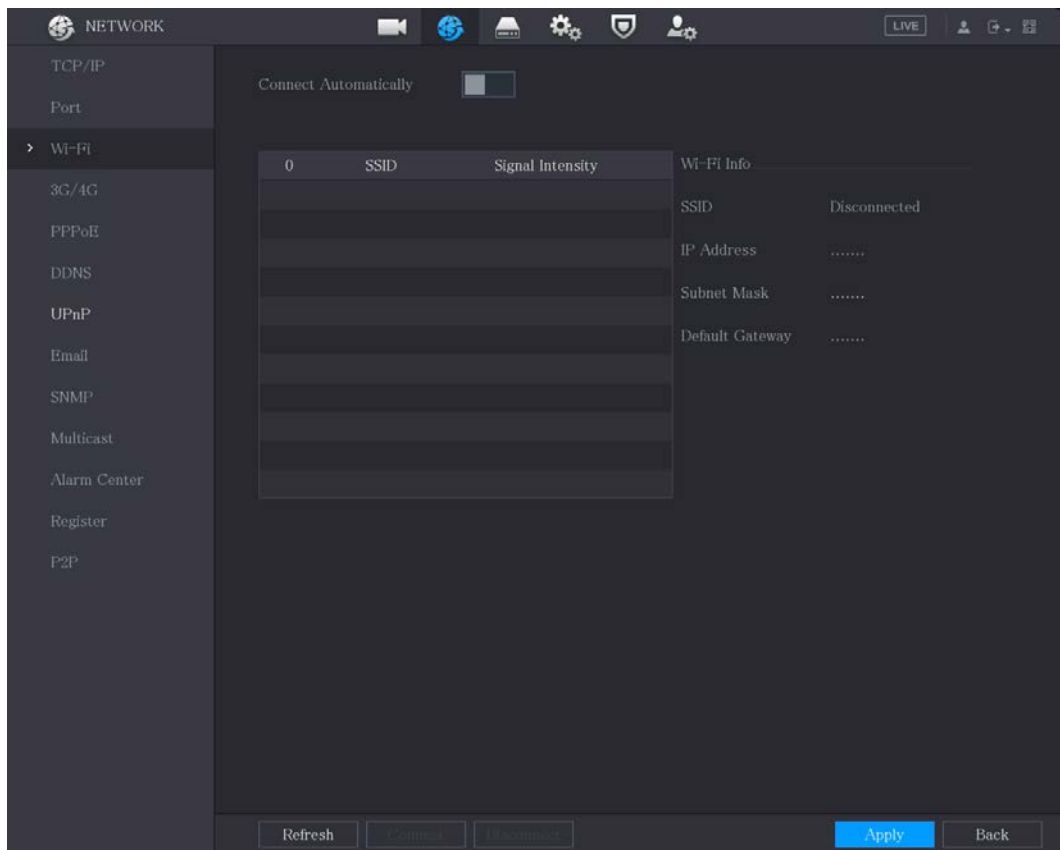 NETWORK
LIVE
TCP/IP
Port
Wi-Fi
3G/4G
PPPoE
DDNS
UPnP
Email
SNMP
Multicast
Alarm Center
Register
P2P
Connect Automatically
0 SSID Signal Intensity
Wi-Fi Info
SSID Disconnected
IP Address .......
Subnet Mask .......
Default Gateway .......
Refresh Connect Disconnect Apply Back